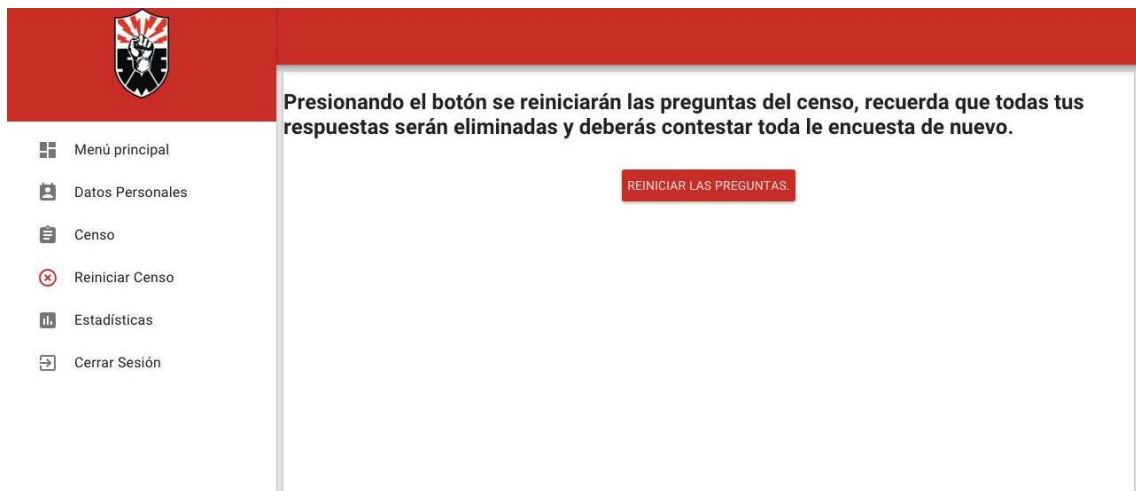 Presionando el botón se reiniciarán las preguntas del censo, recuerda que todas tus
respuestas serán eliminadas y deberás contestar toda le encuesta de nuevo.
REINICIAR LAS PREGUNTAS.
Menú principal
Datos Personales
Censo
Reiniciar Censo
Estadísticas
Cerrar Sesión